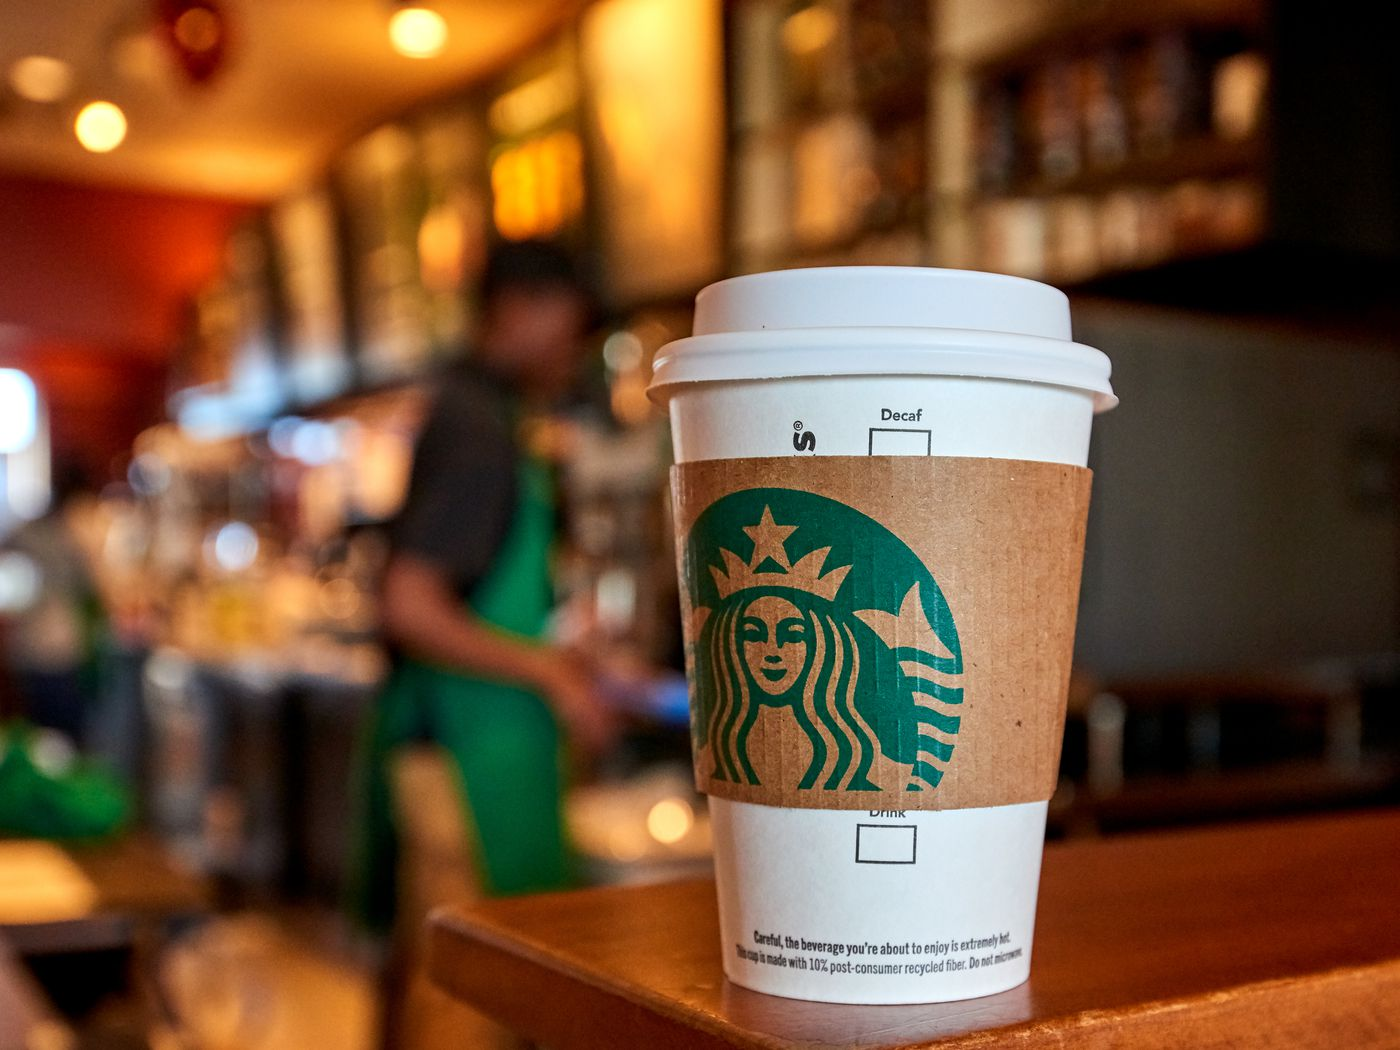 Decaf
s®
Drink
Careful, the beverage you're about to enjoy is extremely hot.
This cup is made with 10% post-consumer recycled fiber. Do not microwave.